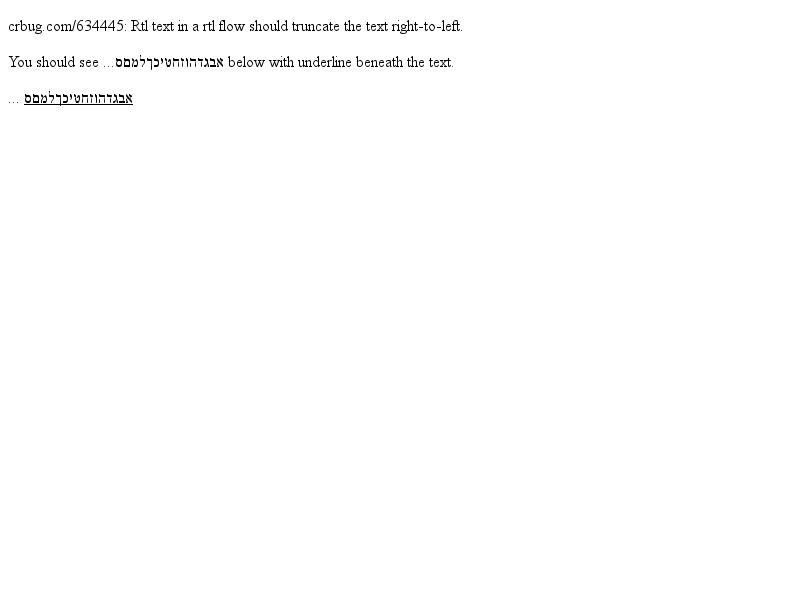 crbug.com/634445: Rtl text in a rtl flow should truncate the text right-to-left.
You should see אבגדהוזחטיכךלמםס... below with underline beneath the text.
אבגדהוזחטיכךלמםס ...